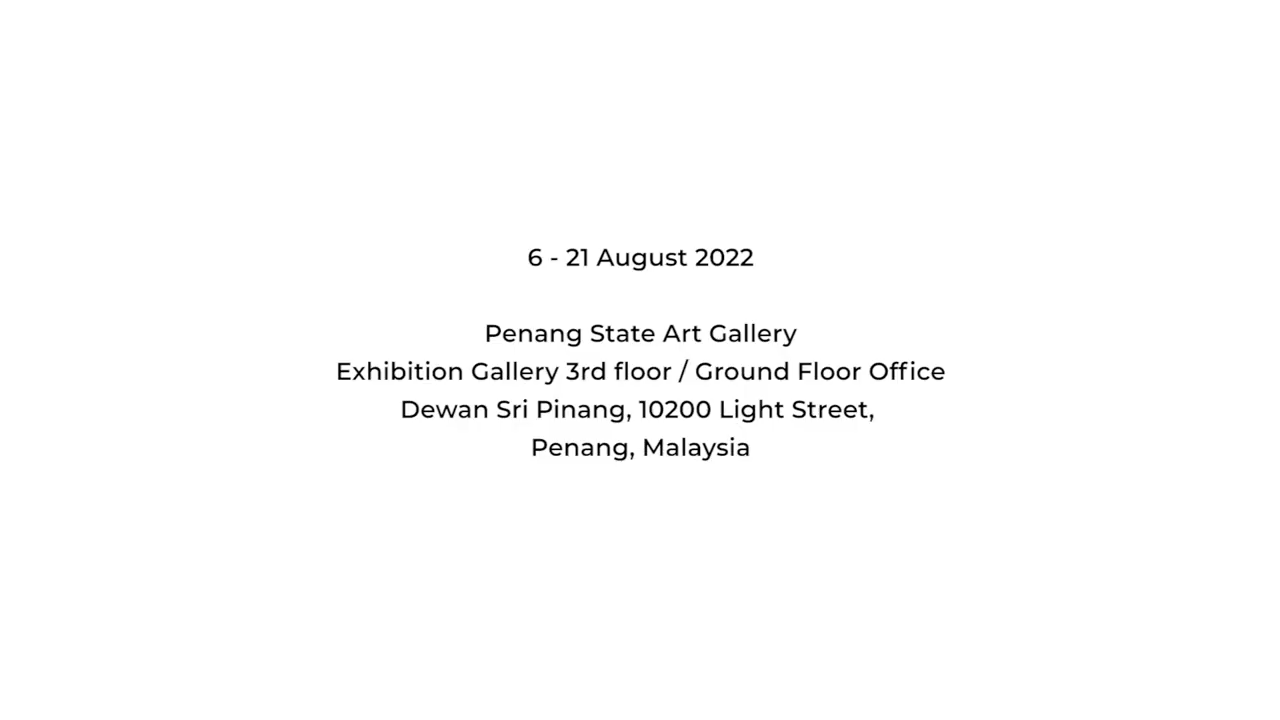 6 - 21 August 2022
Penang State Art Gallery
Exhibition Gallery 3rd floor / Ground Floor Office
Dewan Sri Pinang, 10200 Light Street,
Penang, Malaysia